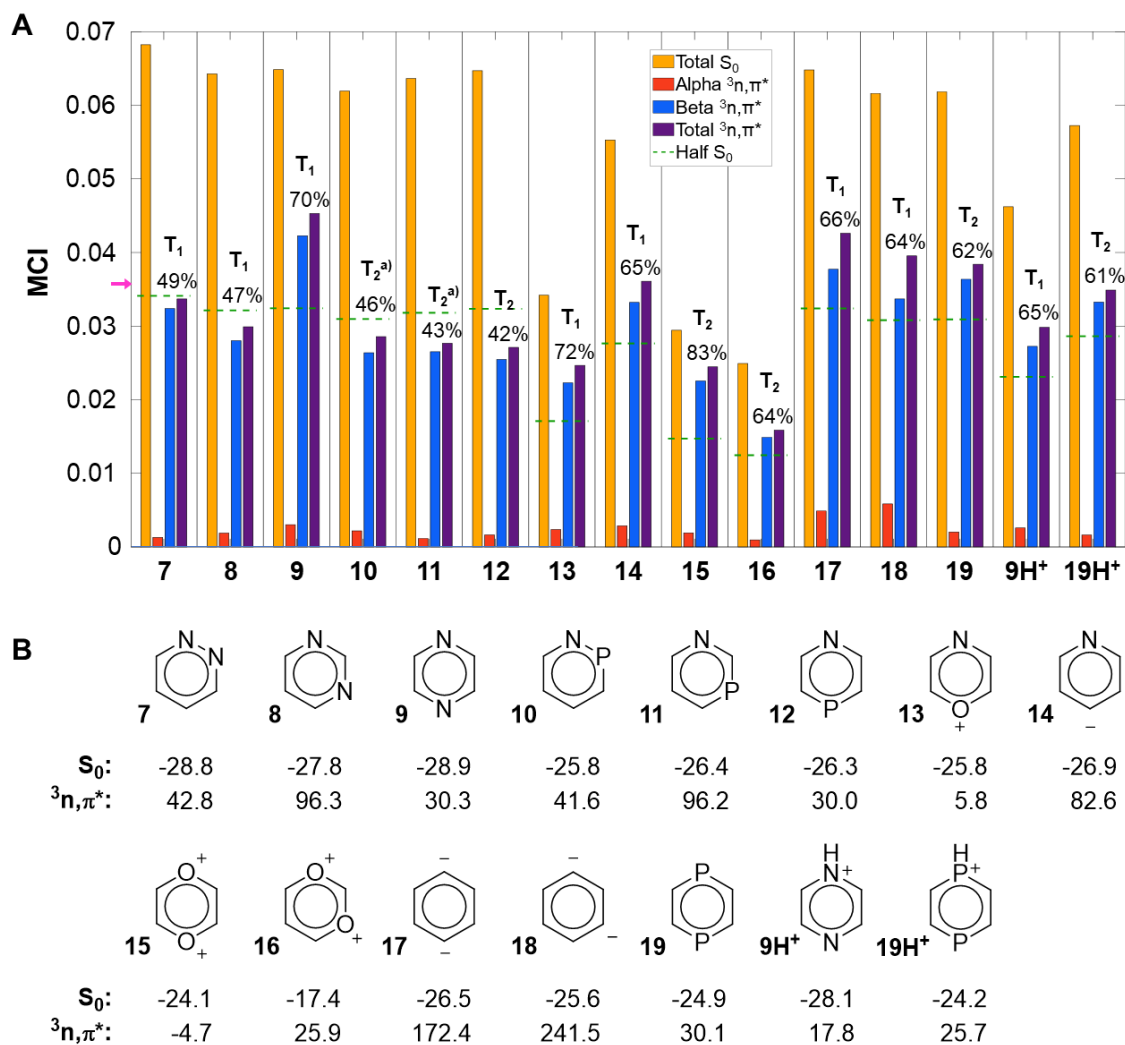 A
0.07
0.06
0.05
0.04
0.03
0.02
0.01
0
MCI
Total S₀
Alpha ³n,π*
Beta ³n,π*
Total ³n,π*
Half S₀
T₁ 49%
T₁ 47%
T₁ 70%
T₂ᵃ⁾ 46%
T₂ᵃ⁾ 43%
T₂ 42%
T₁ 72%
T₁ 65%
T₂ 83%
T₂ 64%
T₁ 66%
T₁ 64%
T₂ 62%
T₁ 65%
T₂ 61%
7 8 9 10 11 12 13 14 15 16 17 18 19 9H⁺ 19H⁺
B
N N 7
N N 8
N N 9
N P 10
N P 11
N P 12
N O + 13
N − 14
S₀: -28.8 -27.8 -28.9 -25.8 -26.4 -26.3 -25.8 -26.9
³n,π*: 42.8 96.3 30.3 41.6 96.2 30.0 5.8 82.6
O + O + 15
O + O + 16
− − 17
− − 18
P P 19
H N + N 9H⁺
H P + P 19H⁺
S₀: -24.1 -17.4 -26.5 -25.6 -24.9 -28.1 -24.2
³n,π*: -4.7 25.9 172.4 241.5 30.1 17.8 25.7